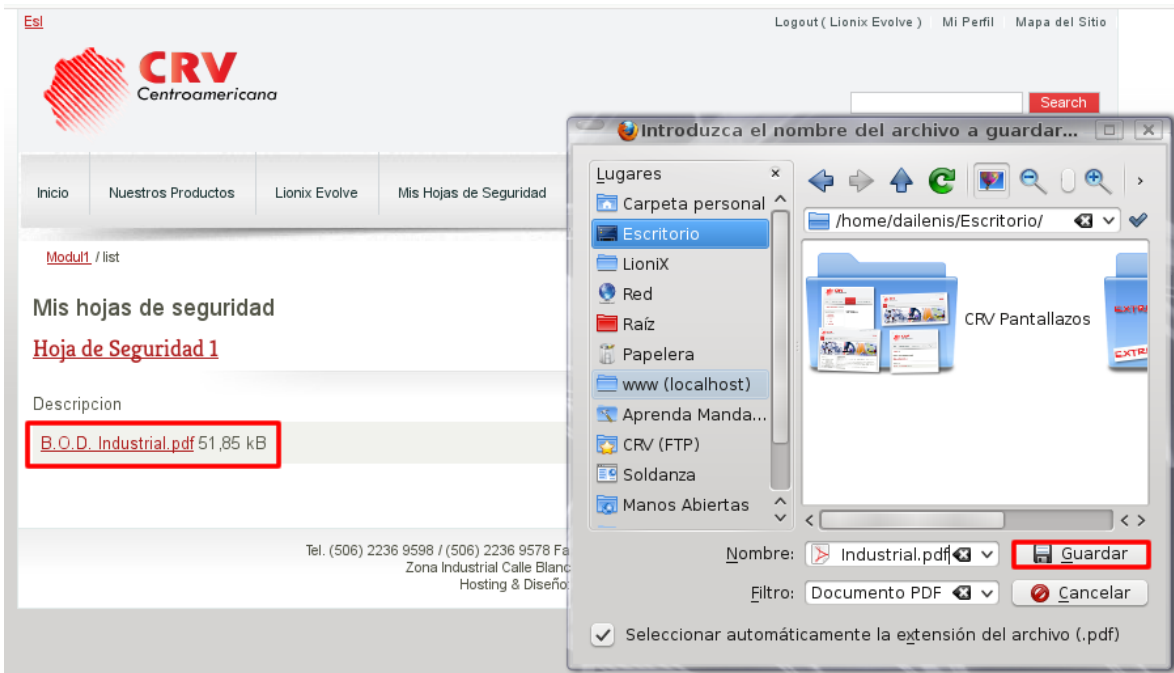 Esl
Logout ( Lionix Evolve ) Mi Perfil Mapa del Sitio
CRV
Centroamericana
Search
Inicio Nuestros Productos Lionix Evolve Mis Hojas de Seguridad
Modul1 / list
Mis hojas de seguridad
Hoja de Seguridad 1
Descripcion
B.O.D. Industrial.pdf 51,85 kB
Tel. (506) 2236 9598 / (506) 2236 9578 Fa
Zona Industrial Calle Blanc
Hosting & Diseño
Introduzca el nombre del archivo a guardar...
Lugares
Carpeta personal
Escritorio
LioniX
Red
Raíz
Papelera
www (localhost)
Aprenda Manda...
CRV (FTP)
Soldanza
Manos Abiertas
/home/dailenis/Escritorio/
CRV Pantallazos
Nombre: Industrial.pdf Guardar
Filtro: Documento PDF Cancelar
Seleccionar automáticamente la extensión del archivo (.pdf)